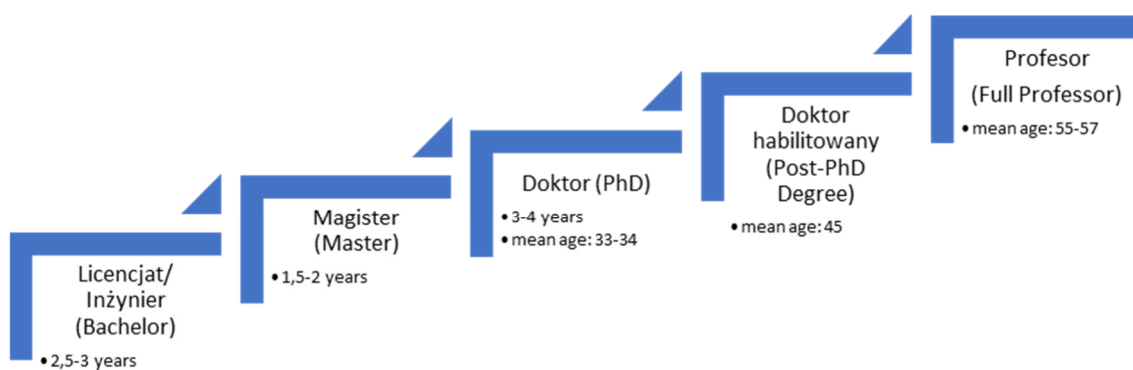 Licencjat/
Inżynier
(Bachelor)
• 2,5-3 years
Magister
(Master)
• 1,5-2 years
Doktor (PhD)
• 3-4 years
• mean age: 33-34
Doktor
habilitowany
(Post-PhD
Degree)
• mean age: 45
Profesor
(Full Professor)
• mean age: 55-57